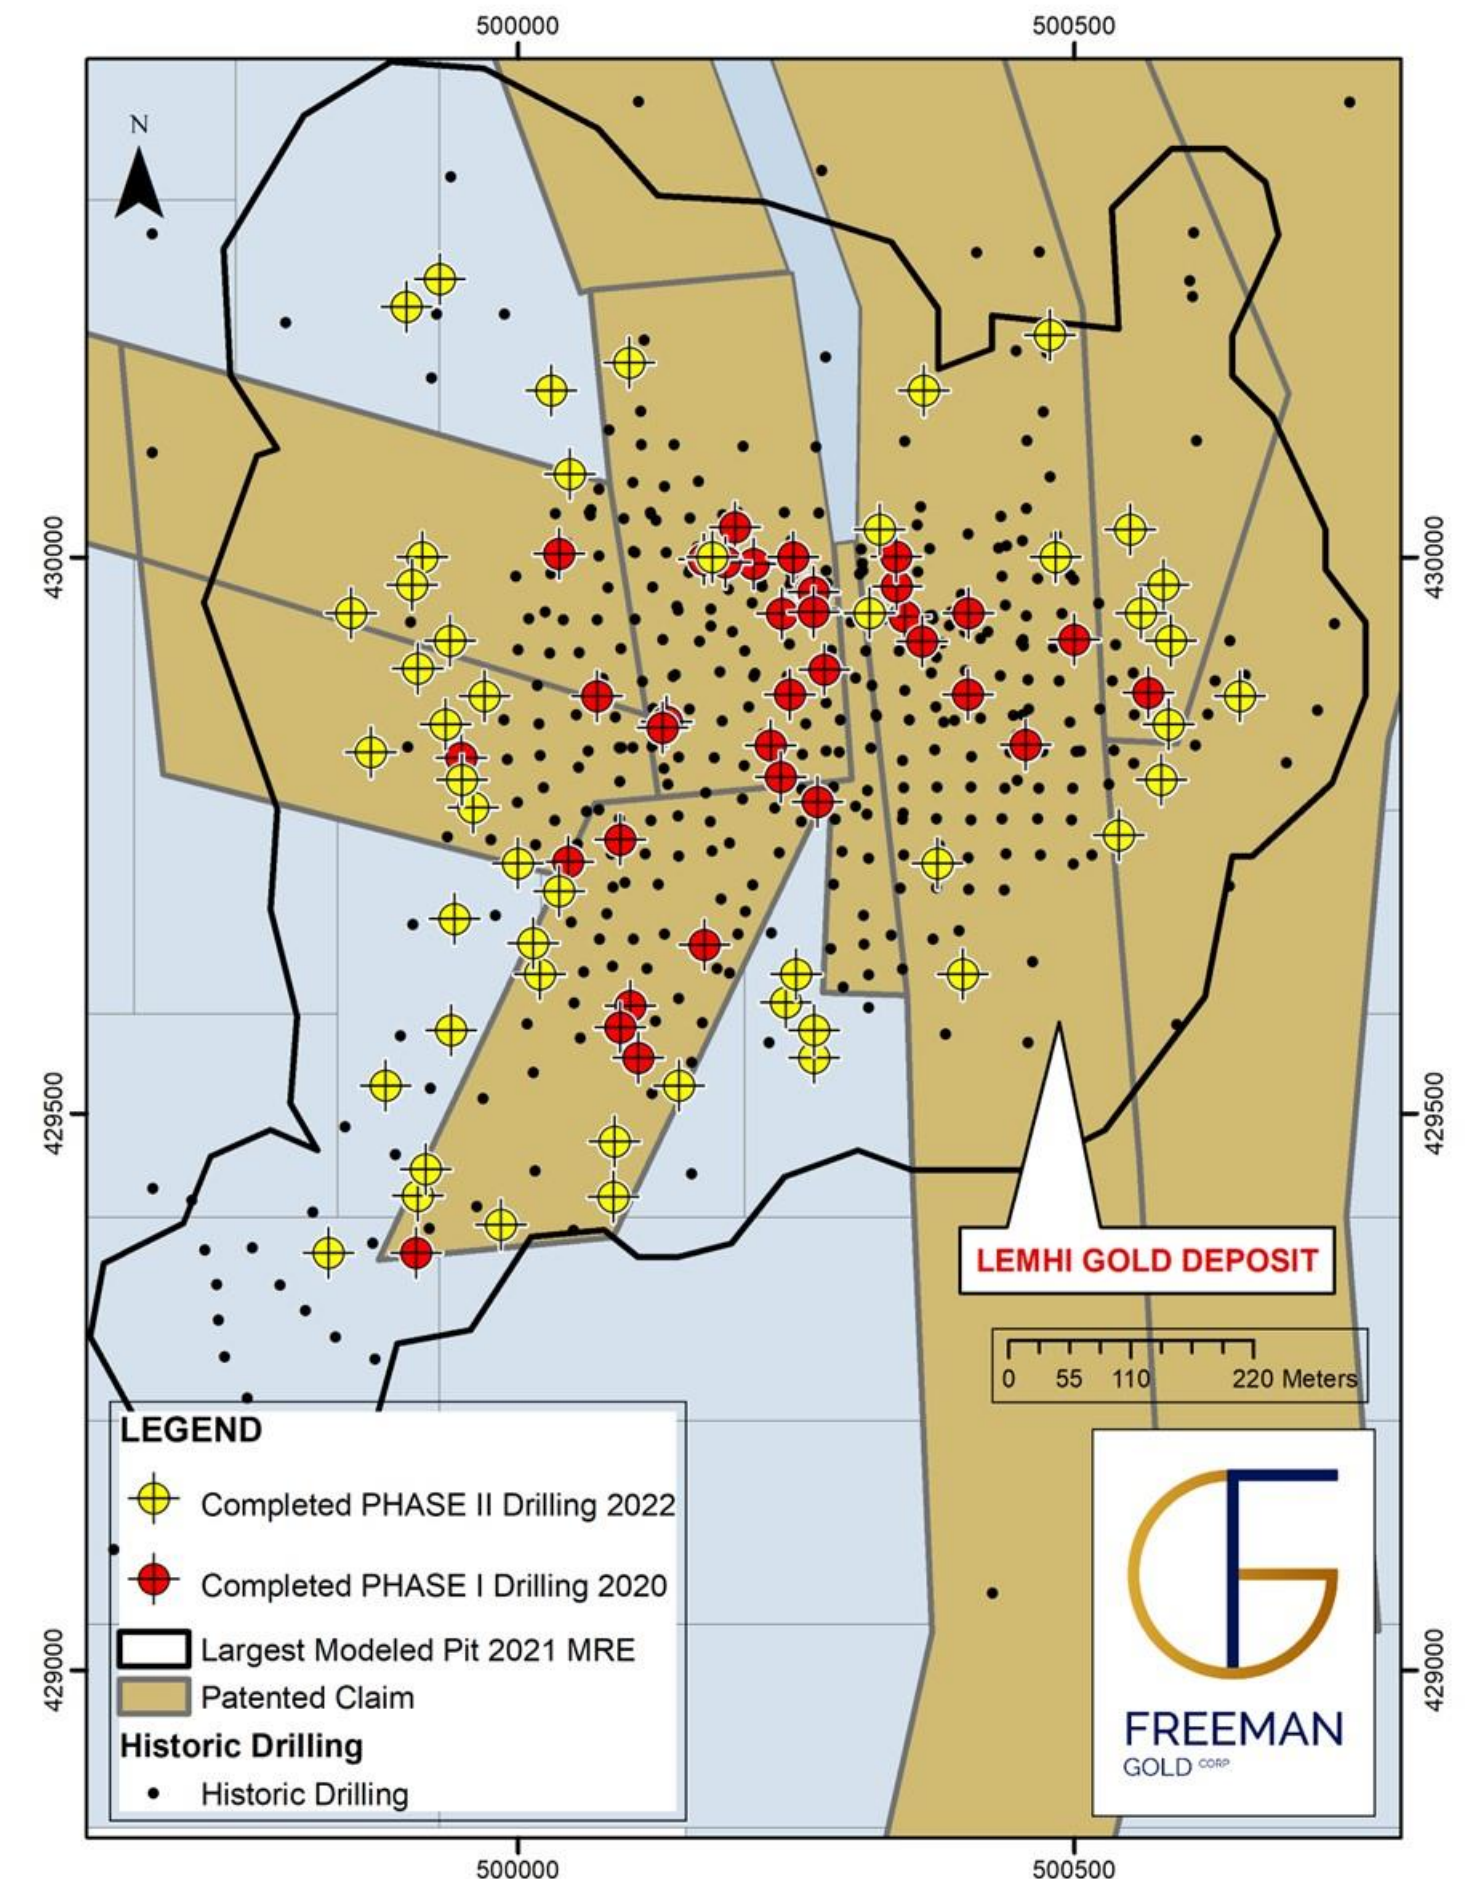 500000 500500
N
430000 430000
429500 429500
LEMHI GOLD DEPOSIT
0 55 110 220 Meters
LEGEND
Completed PHASE II Drilling 2022
Completed PHASE I Drilling 2020
Largest Modeled Pit 2021 MRE
Patented Claim
Historic Drilling
Historic Drilling
429000 429000
FREEMAN
GOLD CORP
500000 500500